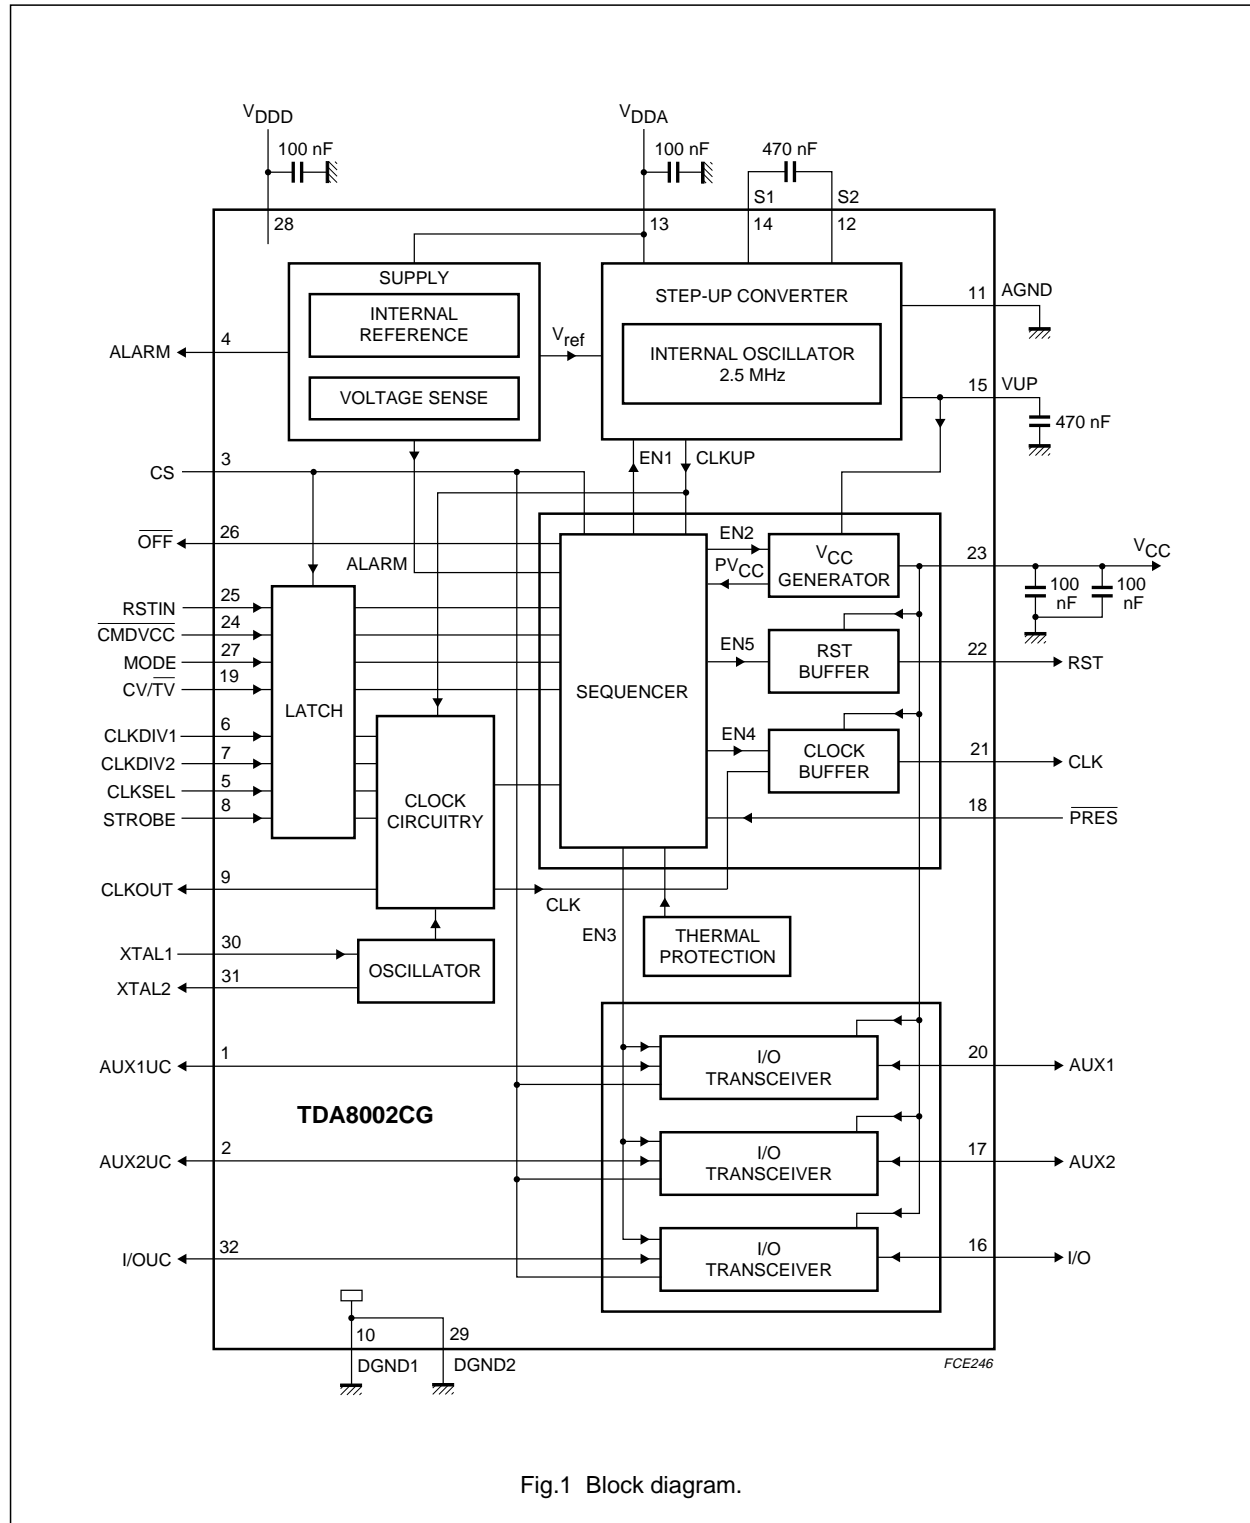 VDDD
VDDA
100 nF
100 nF
470 nF
S1
S2
28
13
14
12
SUPPLY
INTERNAL
REFERENCE
VOLTAGE SENSE
Vref
STEP-UP CONVERTER
INTERNAL OSCILLATOR
2.5 MHz
11
AGND
15
VUP
470 nF
4
ALARM
3
CS
EN1
CLKUP
26
O̅F̅F̅
ALARM
EN2
PVCC
VCC
GENERATOR
23
VCC
100
nF
100
nF
25
RSTIN
24
C̅M̅D̅V̅C̅C̅
27
MODE
19
CV/T̅V̅
LATCH
SEQUENCER
EN5
RST
BUFFER
22
RST
6
CLKDIV1
7
CLKDIV2
5
CLKSEL
8
STROBE
CLOCK
CIRCUITRY
EN4
CLOCK
BUFFER
21
CLK
18
P̅R̅E̅S̅
9
CLKOUT
CLK
30
XTAL1
31
XTAL2
OSCILLATOR
EN3
THERMAL
PROTECTION
1
AUX1UC
I/O
TRANSCEIVER
20
AUX1
TDA8002CG
2
AUX2UC
I/O
TRANSCEIVER
17
AUX2
32
I/OUC
I/O
TRANSCEIVER
16
I/O
10
29
DGND1
DGND2
FCE246
Fig.1 Block diagram.